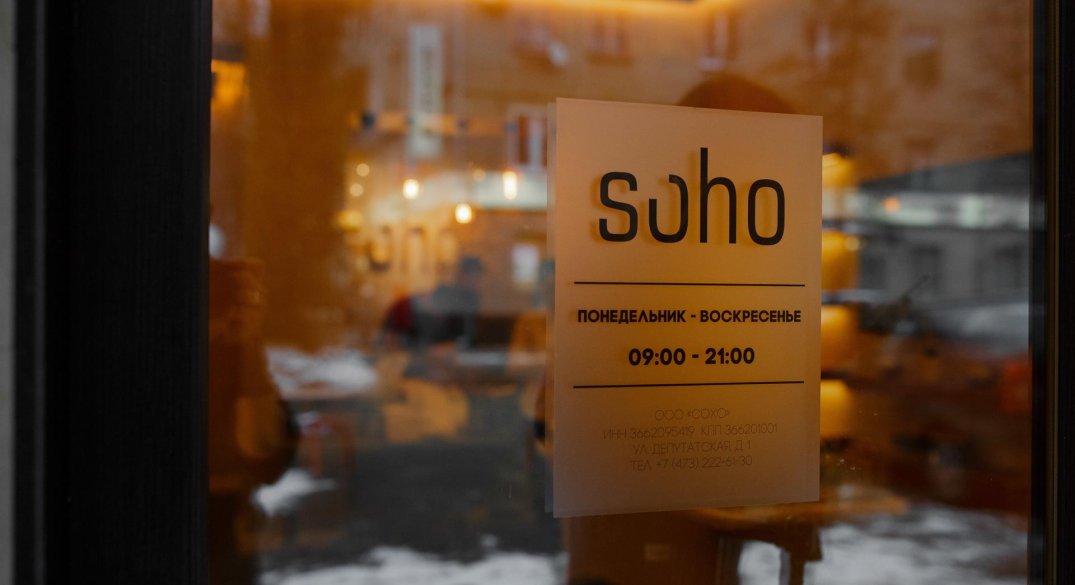 soho
ПОНЕДЕЛЬНИК - ВОСКРЕСЕНЬЕ
09:00 - 21:00
ООО «СОХО»
ИНН 3662095419 КПП 366201001
УЛ. ДЕПУТАТСКАЯ, Д. 1
ТЕЛ. +7 (473) 222-61-30